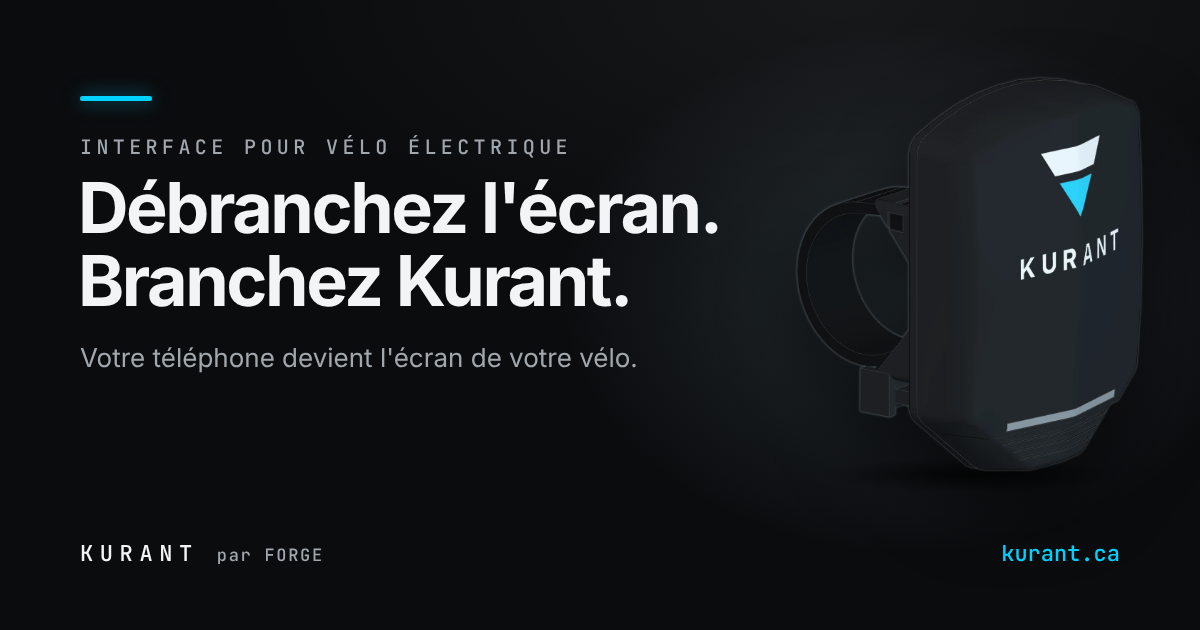 INTERFACE POUR VÉLO ÉLECTRIQUE
Débranchez l'écran.
Branchez Kurant.
Votre téléphone devient l'écran de votre vélo.
KURANT
KURANT par FORGE
kurant.ca